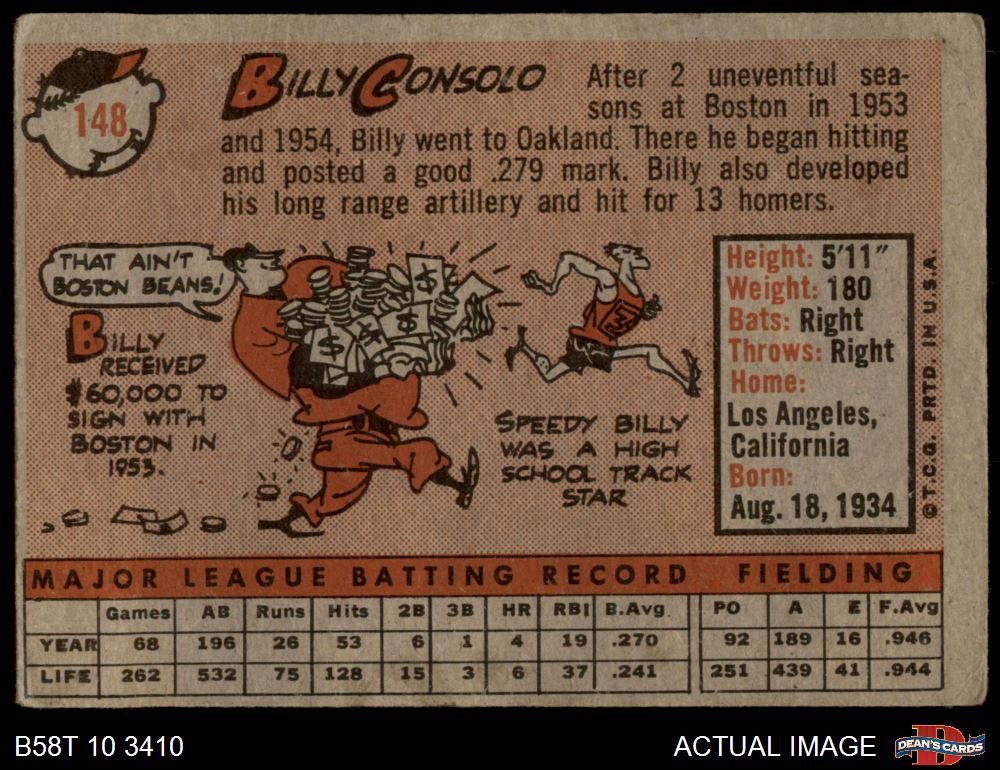 148
BILLY CONSOLO
After 2 uneventful sea-
sons at Boston in 1953
and 1954, Billy went to Oakland. There he began hitting
and posted a good .279 mark. Billy also developed
his long range artillery and hit for 13 homers.
THAT AIN'T
BOSTON BEANS!
BILLY
RECEIVED
$60,000 TO
SIGN WITH
BOSTON IN
1953.
$
$
$
$
H
SPEEDY BILLY
WAS A HIGH
SCHOOL TRACK
STAR
Height: 5'11"
Weight: 180
Bats: Right
Throws: Right
Home:
Los Angeles,
California
Born:
Aug. 18, 1934
© T.C.G. PRTD. IN U.S.A.
MAJOR LEAGUE BATTING RECORD FIELDING
Games AB Runs Hits 2B 3B HR RBI B.Avg. PO A E F.Avg
YEAR 68 196 26 53 6 1 4 19 .270 92 189 16 .946
LIFE 262 532 75 128 15 3 6 37 .241 251 439 41 .944
B58T 10 3410
ACTUAL IMAGE
D
DEAN'S CARDS